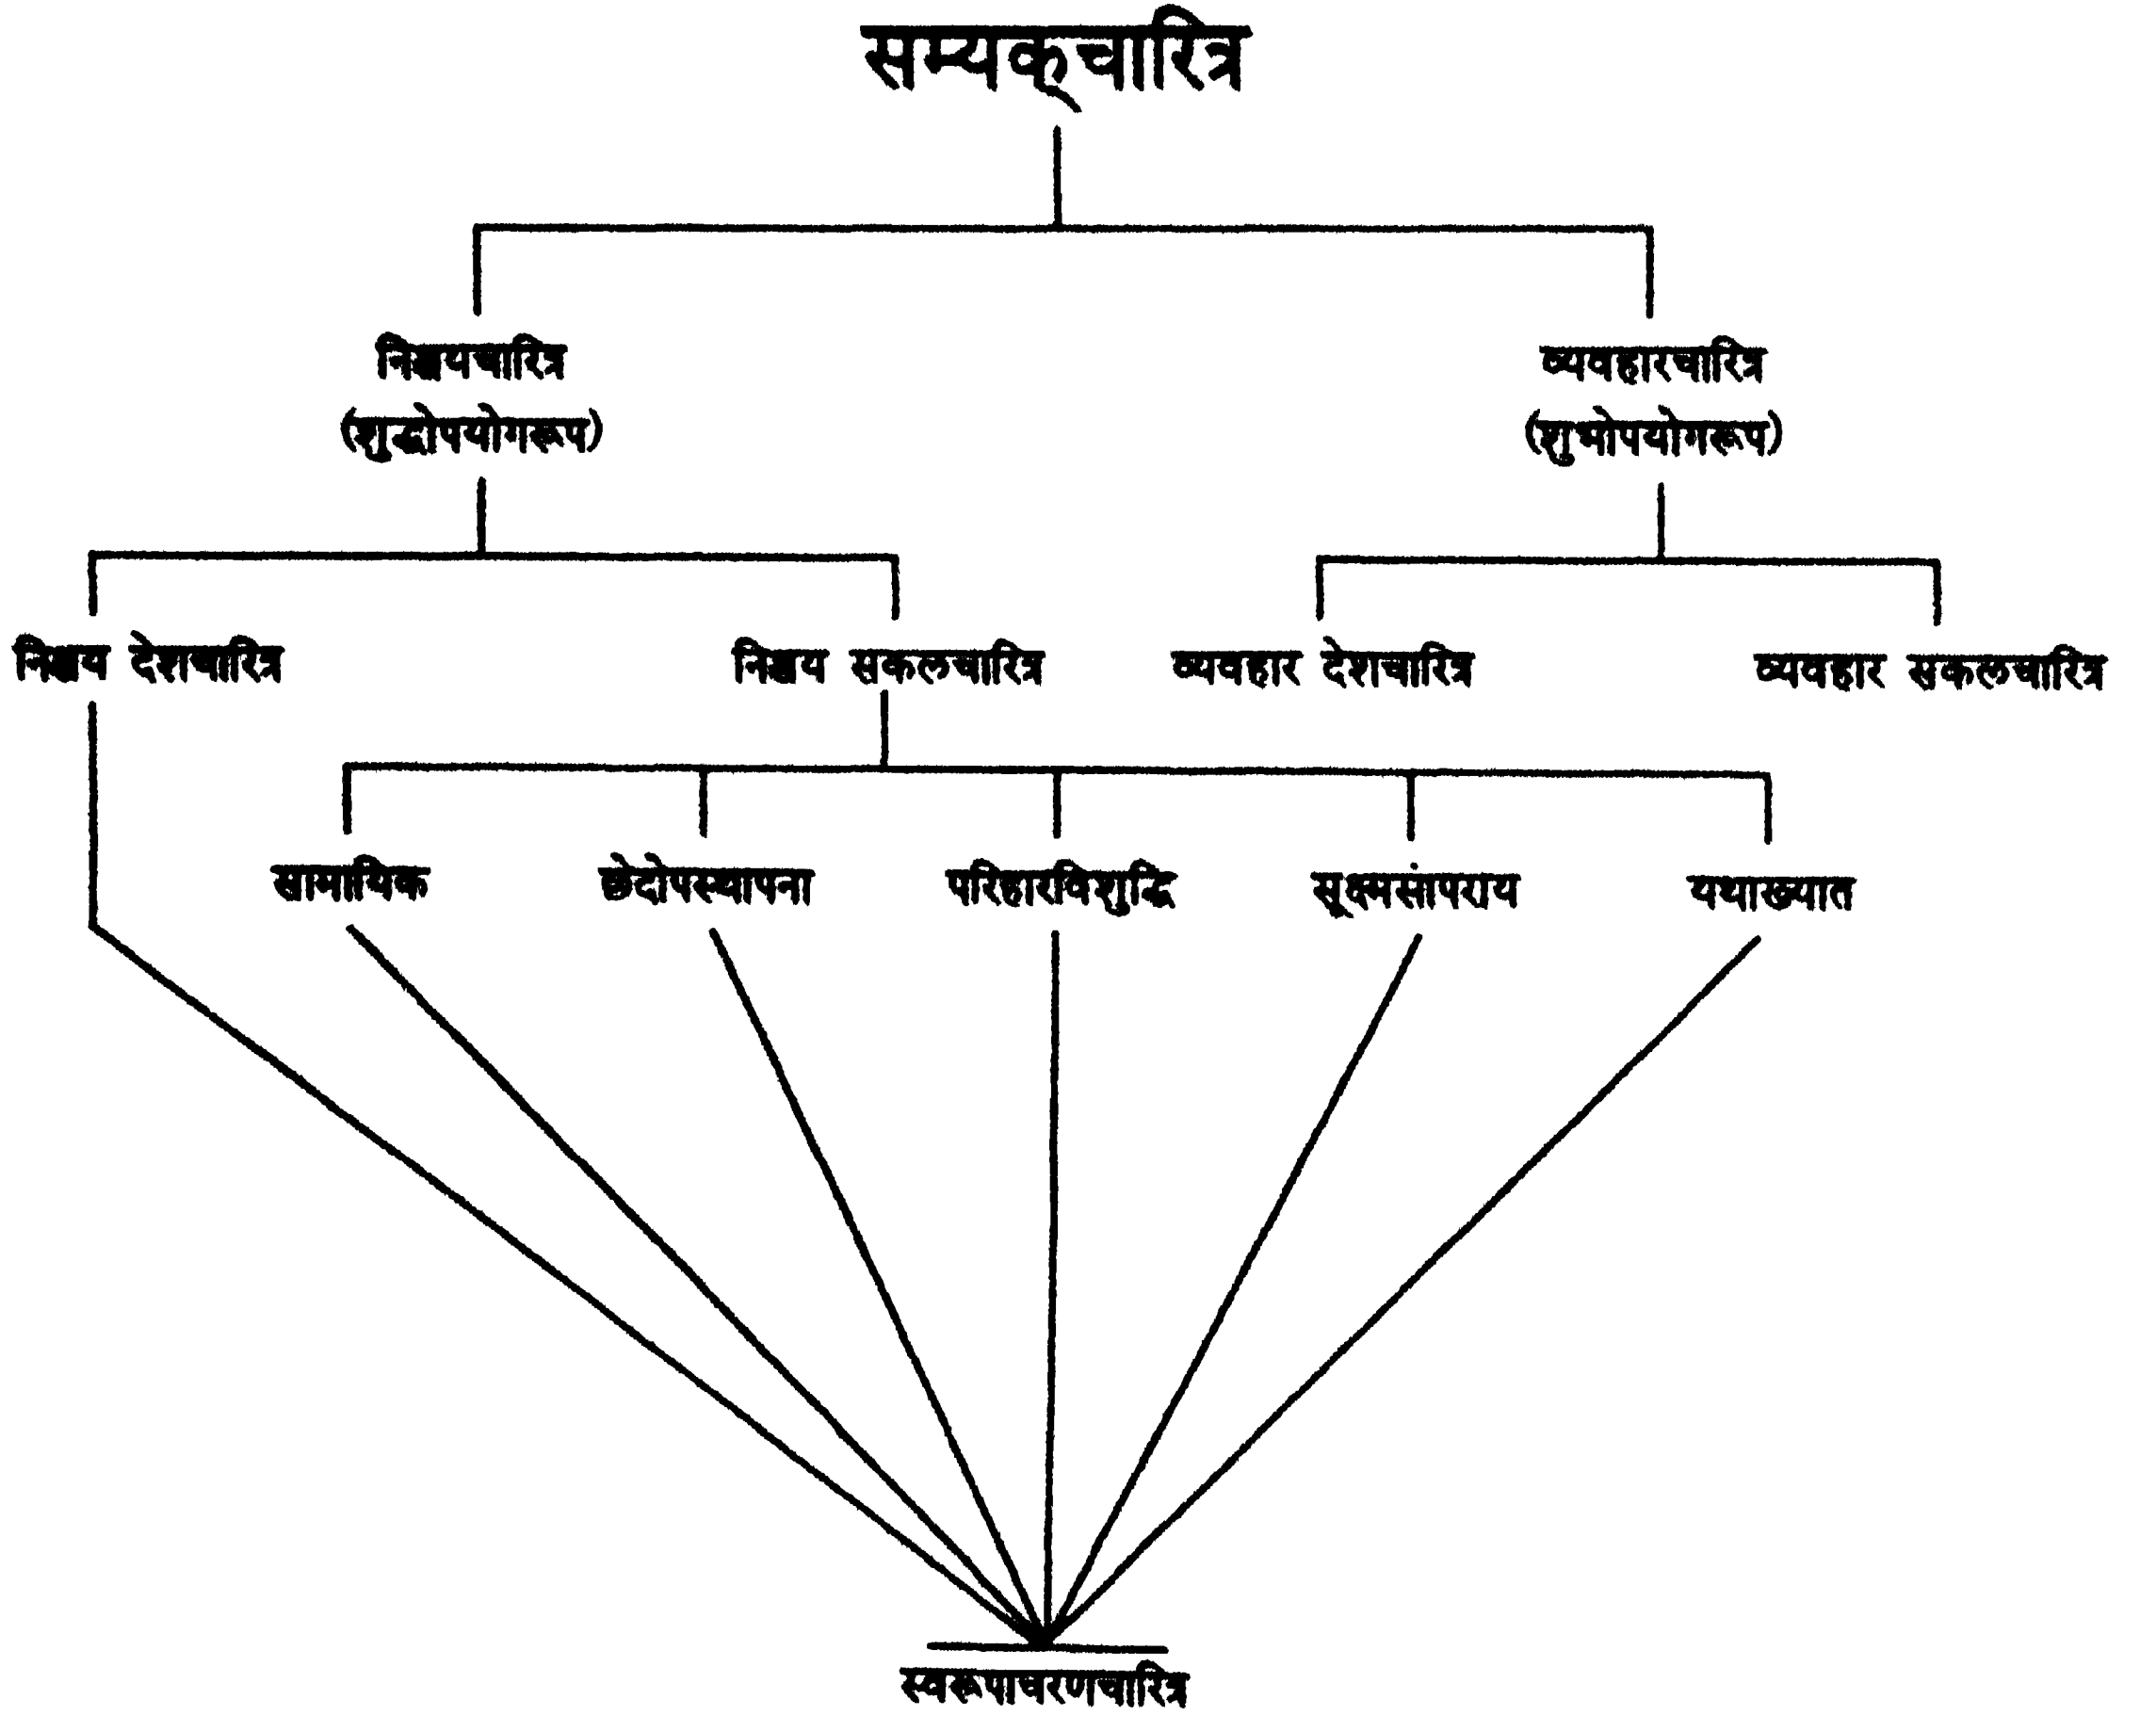 सम्यक्चारित्र
निश्चयचारित्र
(शुद्धोपयोगरूप)
व्यवहारचारित्र
(शुभोपयोगरूप)
निश्चय देशचारित्र
निश्चय सकलचारित्र
व्यवहार देशचारित्र
व्यवहार सकलचारित्र
सामायिक
छेदोपस्थापना
परिहारविशुद्धि
सूक्ष्मसांपराय
यथाख्यात
स्वरूपाचरणचारित्र